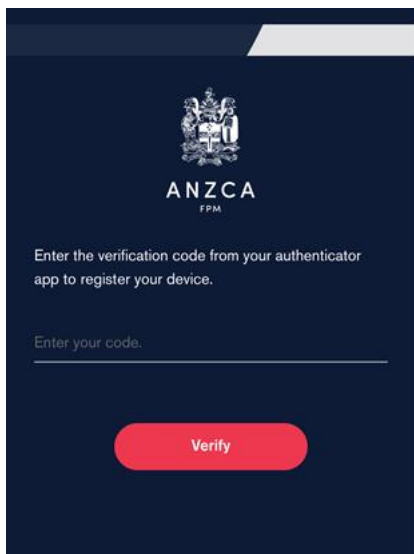 ANZCA
FPM
Enter the verification code from your authenticator
app to register your device.
Enter your code.
Verify